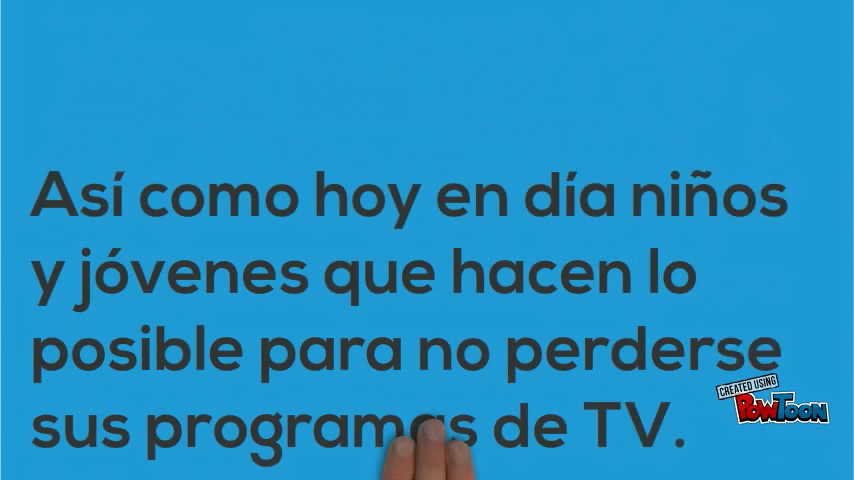 Así como hoy en día niños
y jóvenes que hacen lo
posible para no perderse
sus programas de TV.
CREATED USING
POWTOON